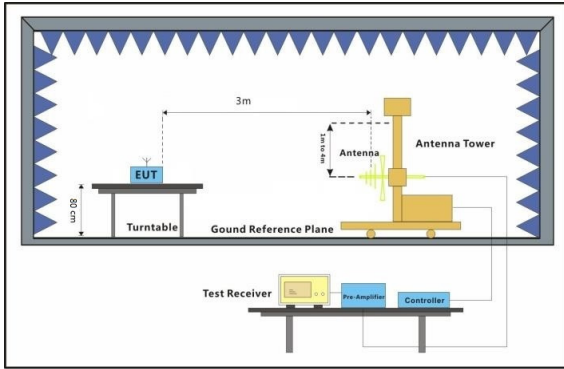 3m
1m to 4m
Antenna
Antenna Tower
EUT
80 cm
Turntable
Gound Reference Plane
Test Receiver
Pre-Amplifier
Controller